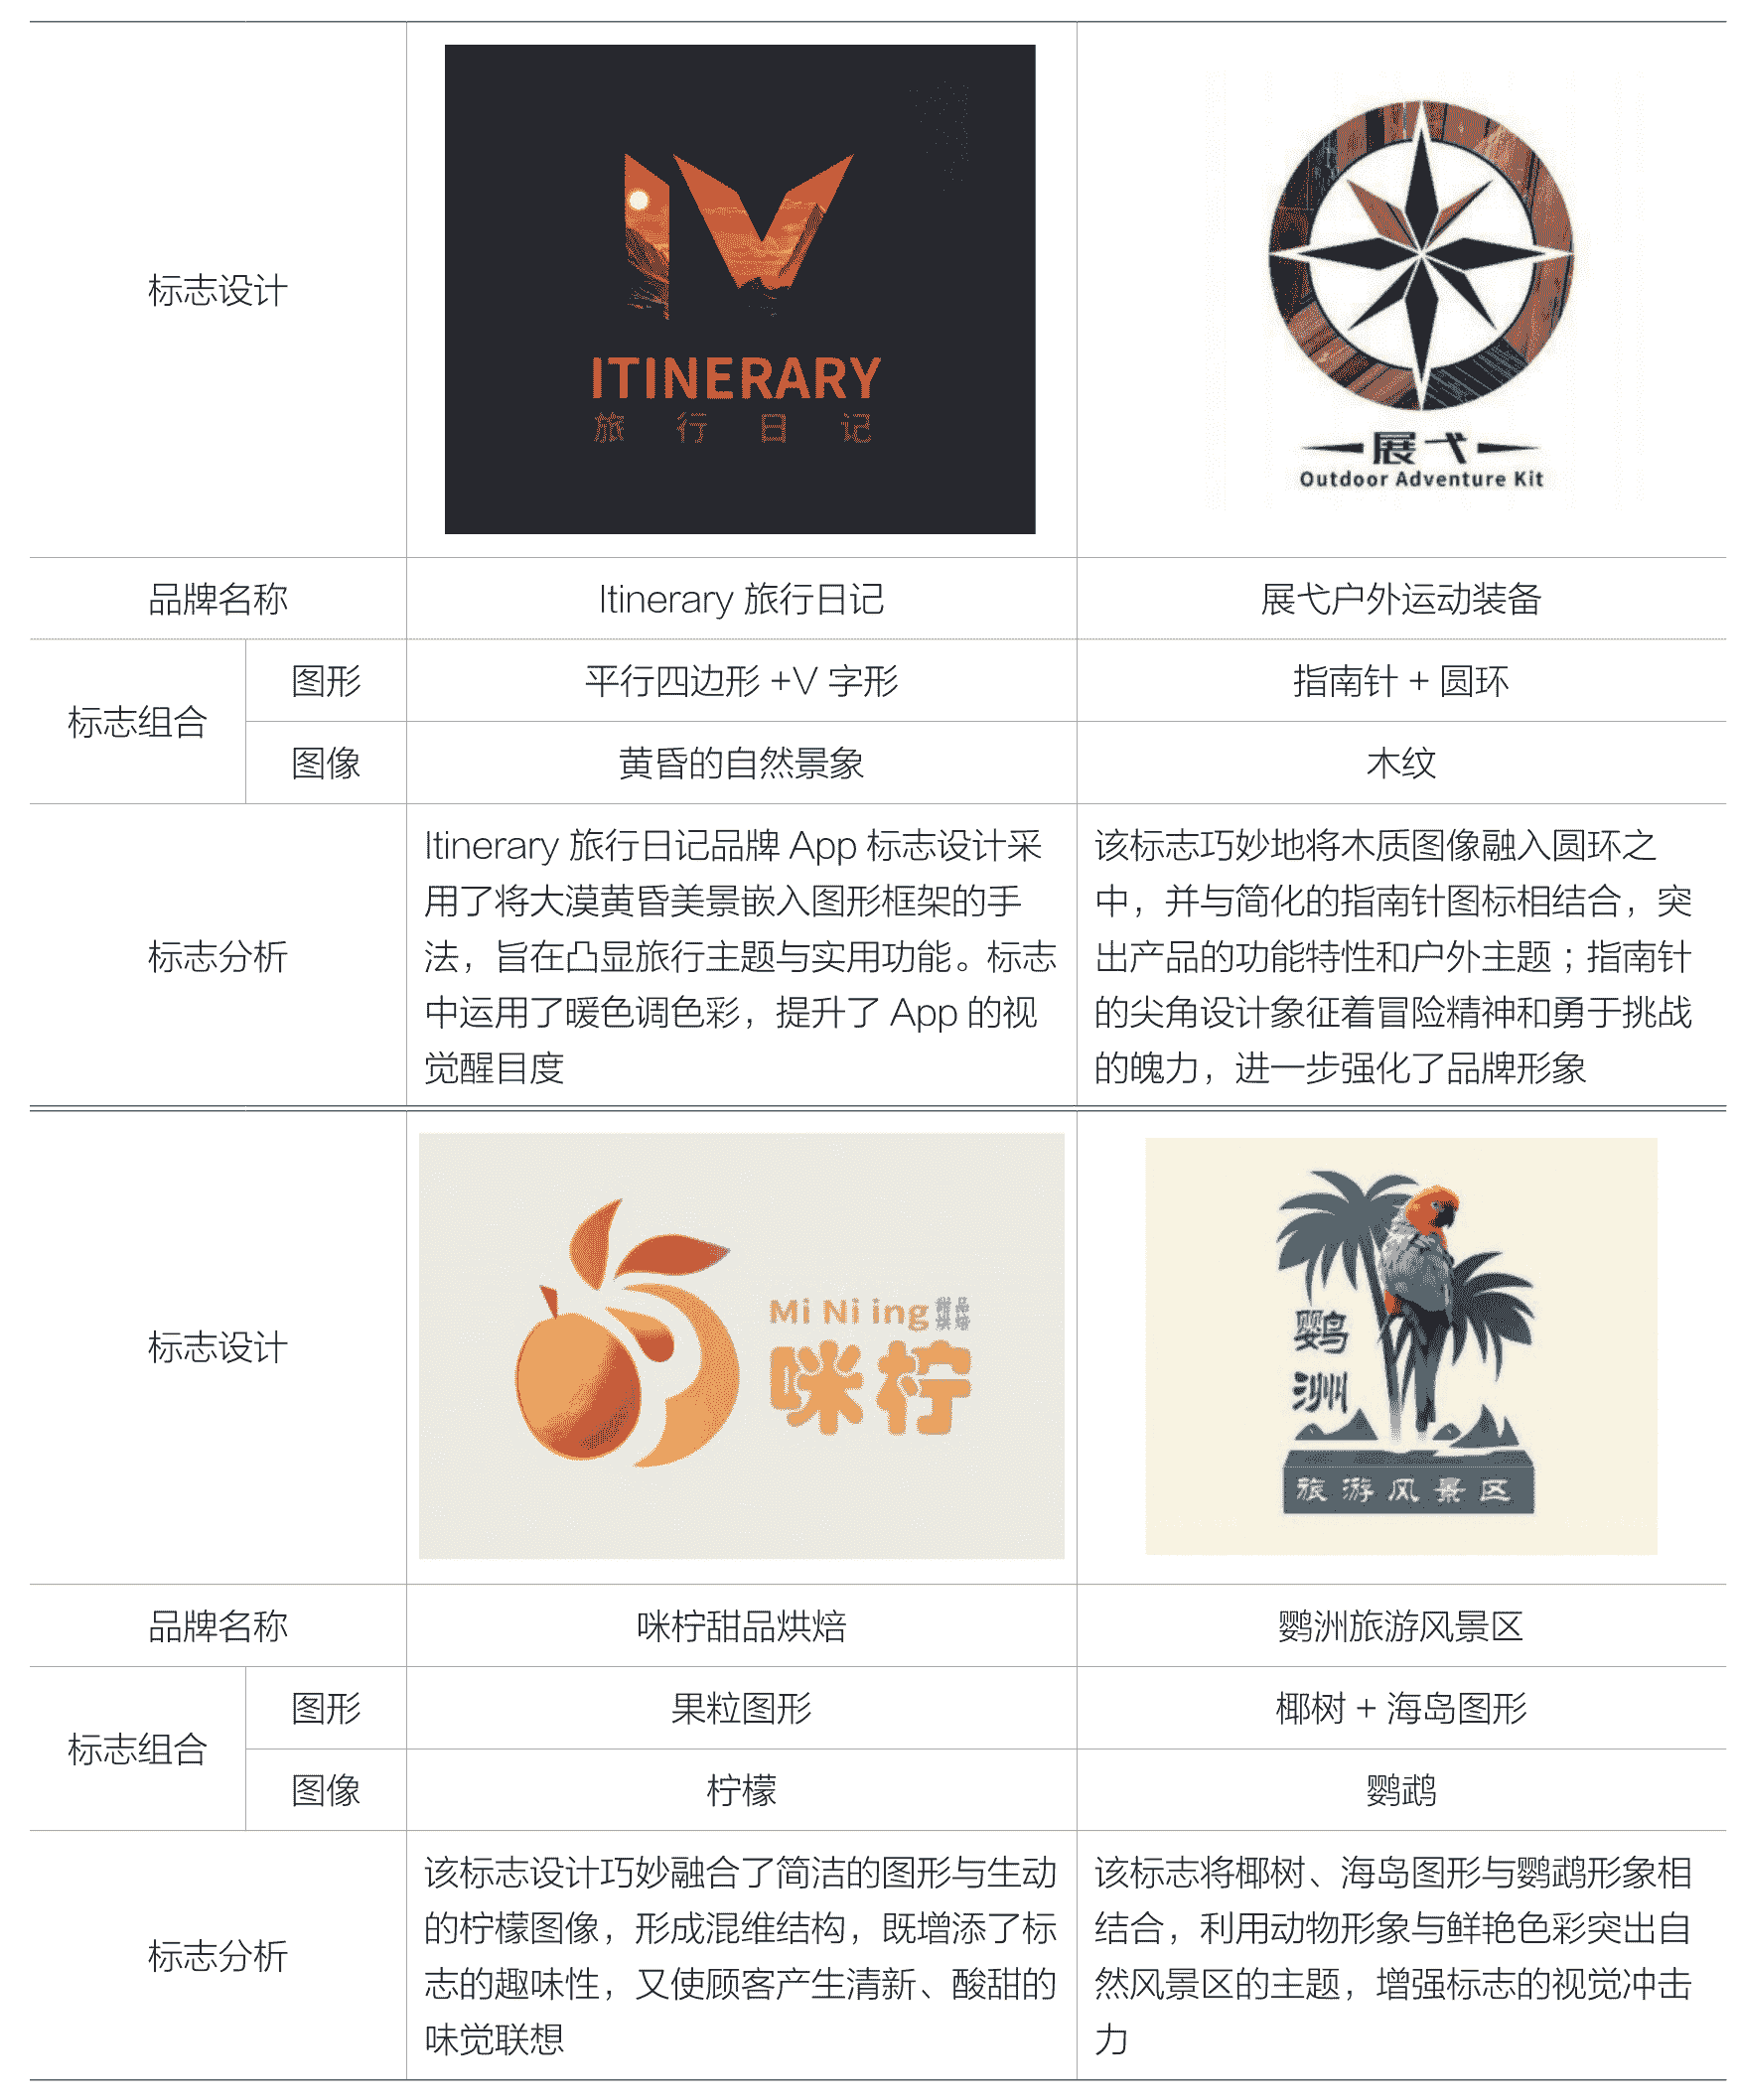 标志设计
ITINERARY
旅行日记
展弋
Outdoor Adventure Kit
品牌名称
Itinerary 旅行日记
展弋户外运动装备
标志组合
图形
平行四边形 +V 字形
指南针 + 圆环
图像
黄昏的自然景象
木纹
标志分析
Itinerary 旅行日记品牌 App 标志设计采
用了将大漠黄昏美景嵌入图形框架的手
法，旨在凸显旅行主题与实用功能。标志
中运用了暖色调色彩，提升了 App 的视
觉醒目度
该标志巧妙地将木质图像融入圆环之
中，并与简化的指南针图标相结合，突
出产品的功能特性和户外主题；指南针
的尖角设计象征着冒险精神和勇于挑战
的魄力，进一步强化了品牌形象
标志设计
Mi Ni ing
甜品
烘焙
咪柠
鹦洲
旅游风景区
品牌名称
咪柠甜品烘焙
鹦洲旅游风景区
标志组合
图形
果粒图形
椰树 + 海岛图形
图像
柠檬
鹦鹉
标志分析
该标志设计巧妙融合了简洁的图形与生动
的柠檬图像，形成混维结构，既增添了标
志的趣味性，又使顾客产生清新、酸甜的
味觉联想
该标志将椰树、海岛图形与鹦鹉形象相
结合，利用动物形象与鲜艳色彩突出自
然风景区的主题，增强标志的视觉冲击
力